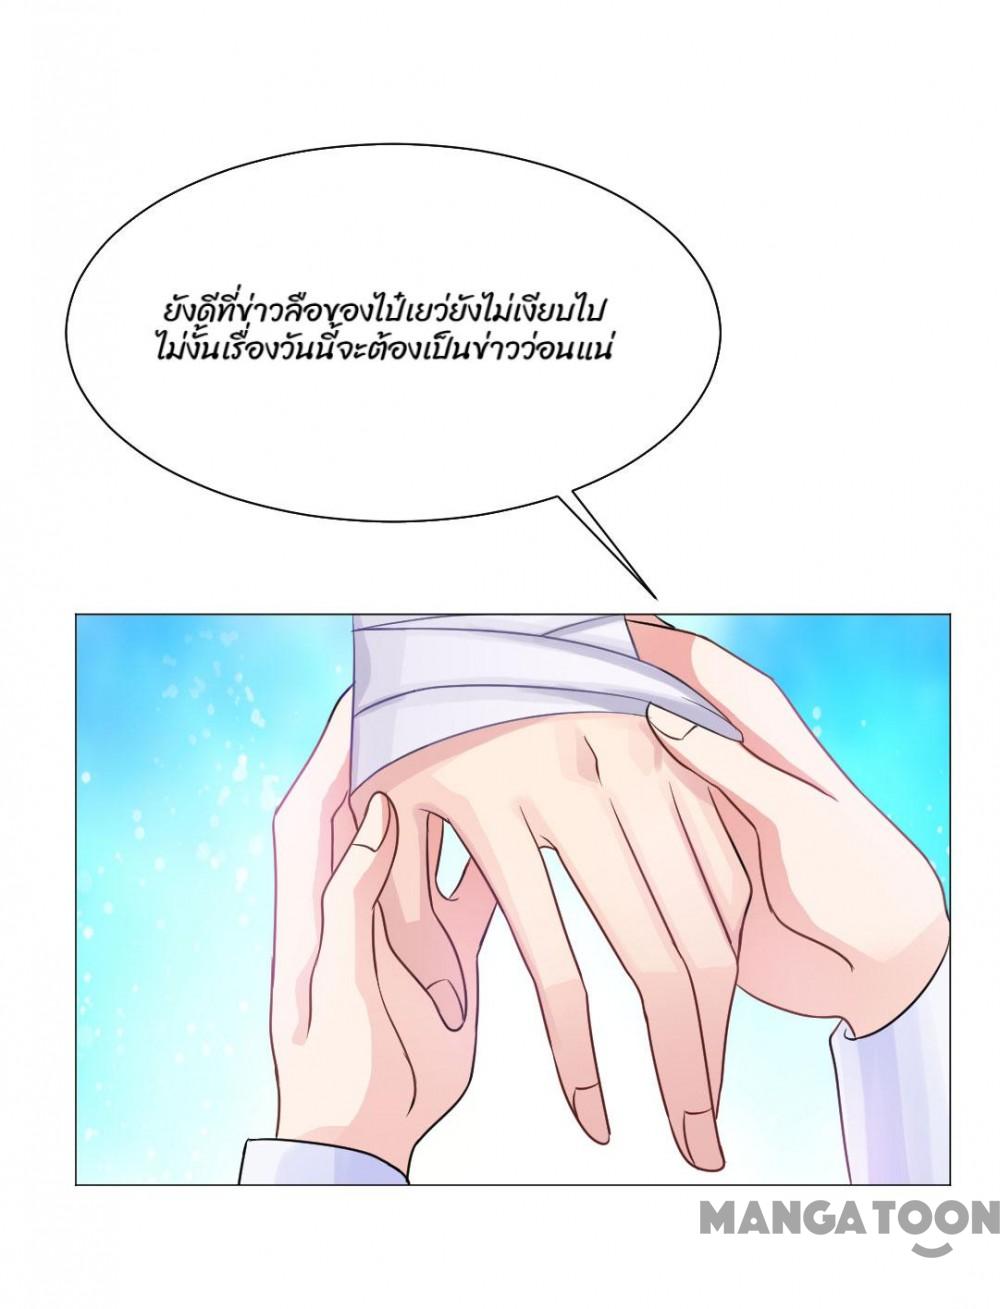 ยังดีที่ข่าวลือของไป๋เยว่ยังไม่เงียบไป
ไม่งั้นเรื่องวันนี้จะต้องเป็นข่าวว่อนแน่
MANGATOON